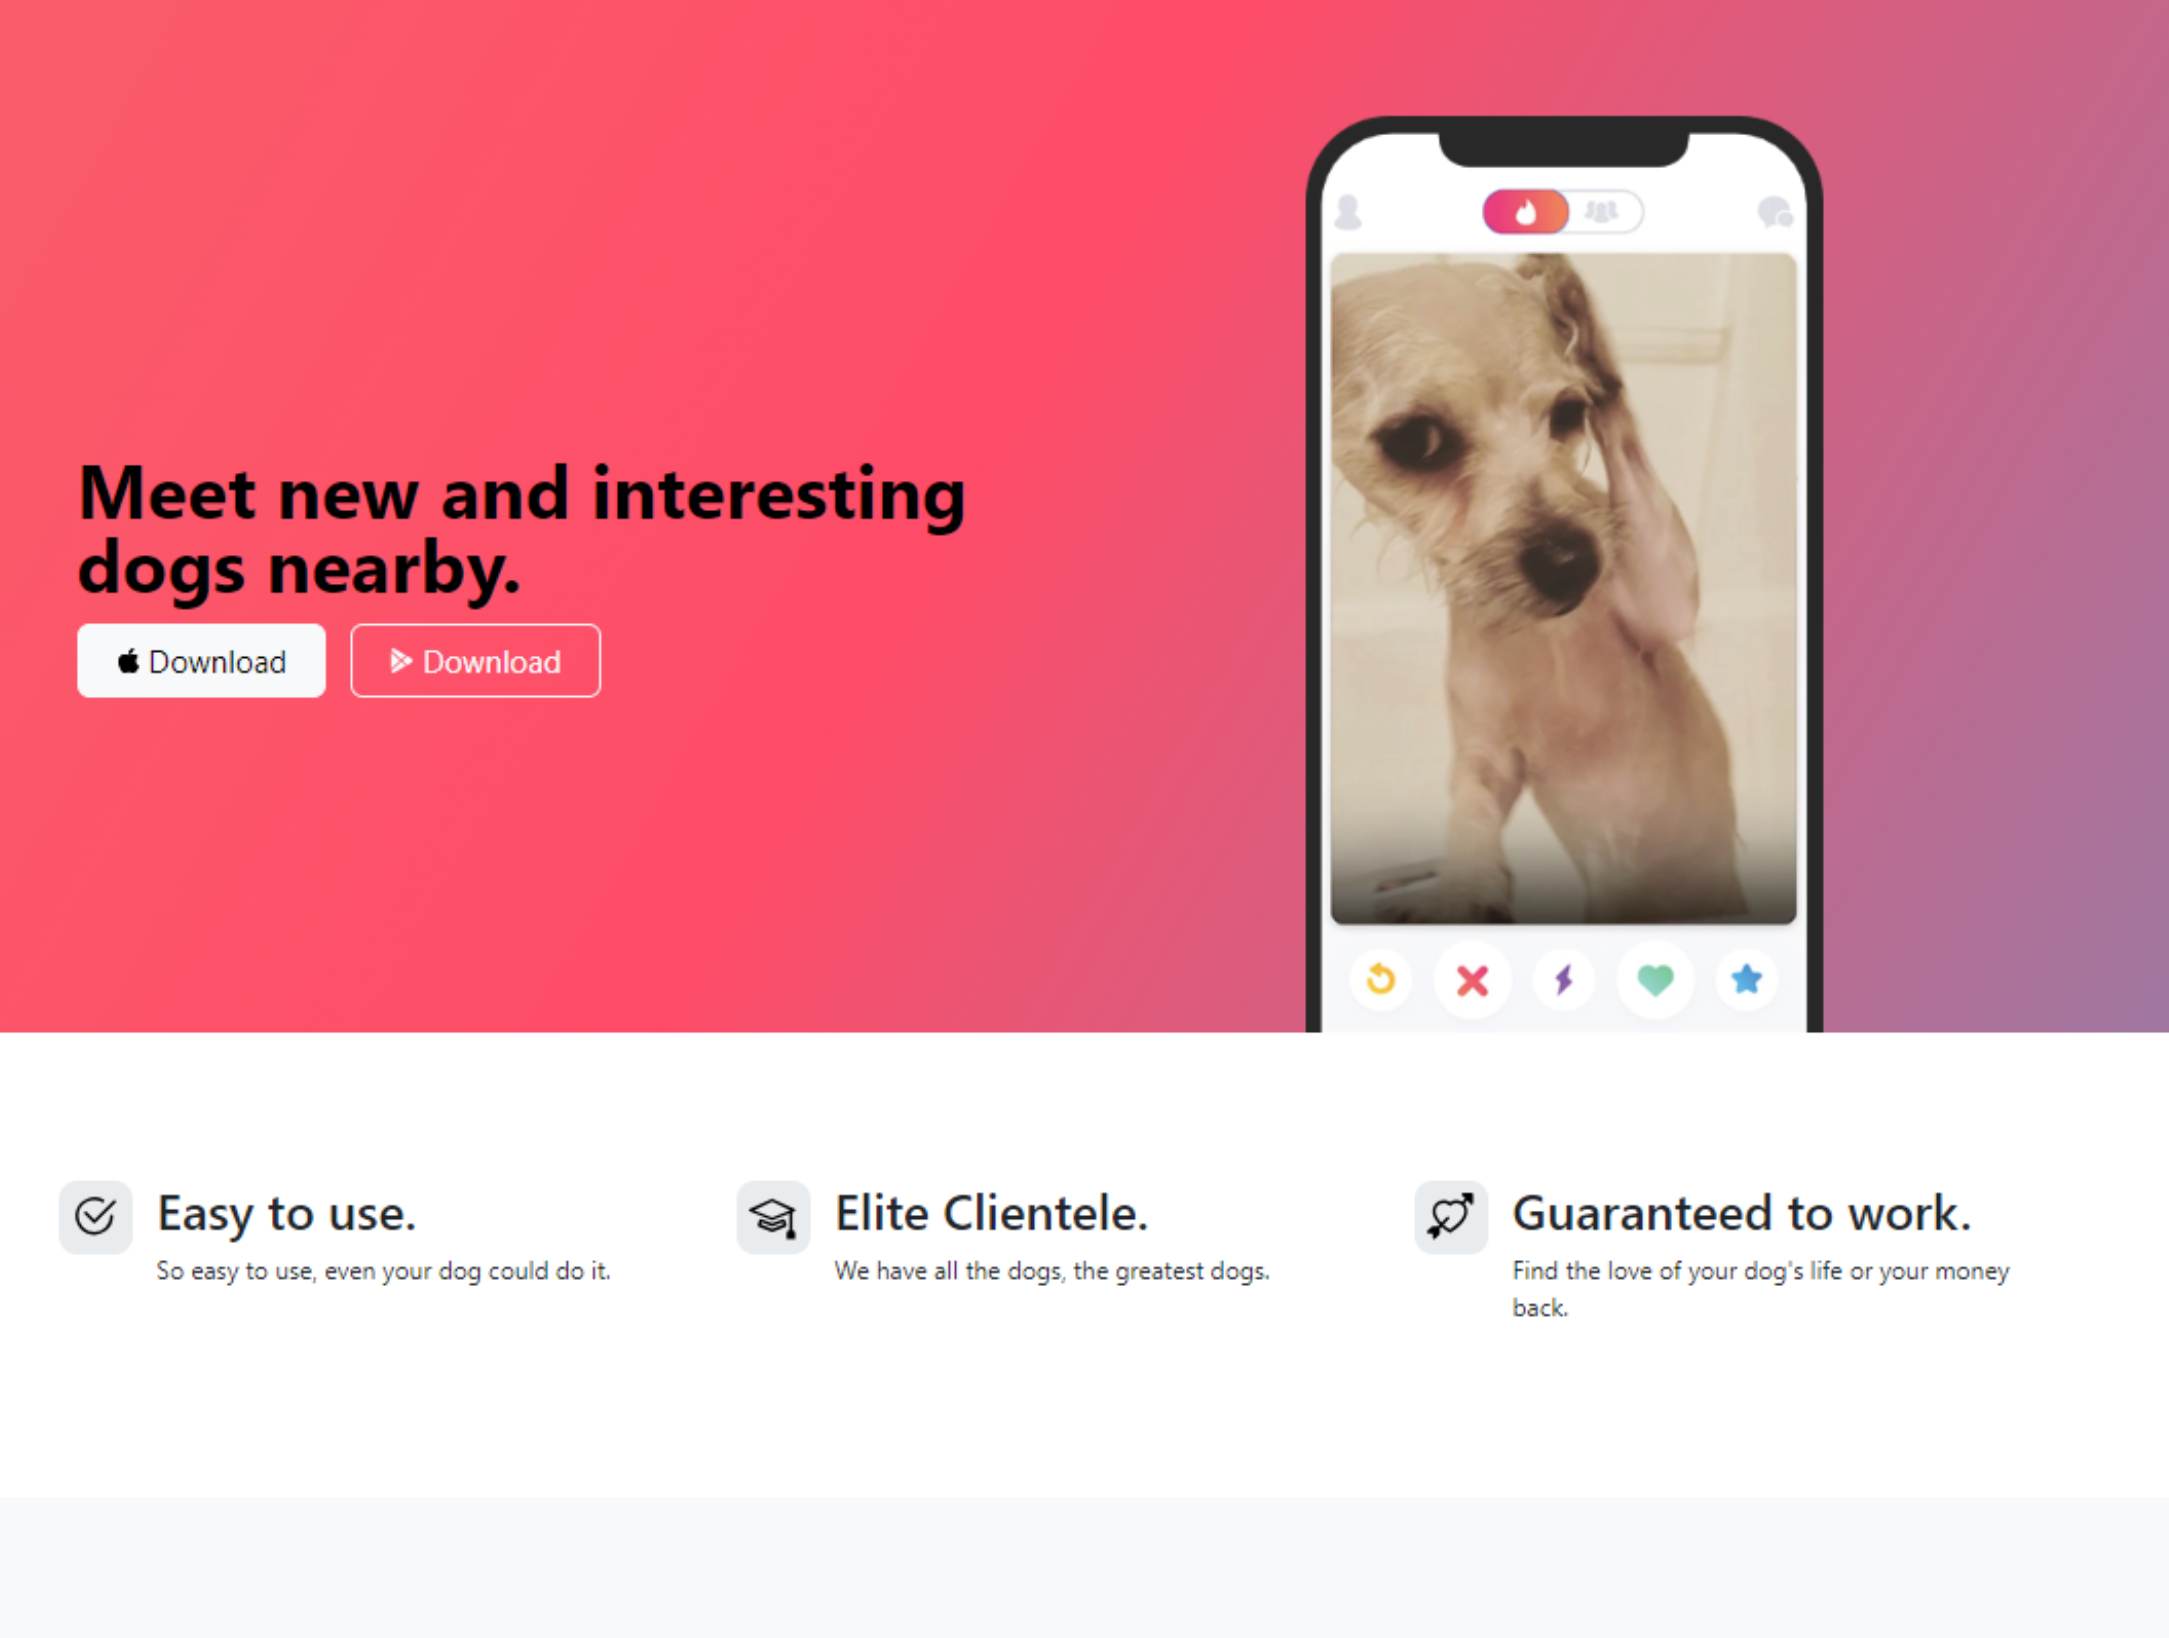 Meet new and interesting
dogs nearby.
Download
Download
Easy to use.
So easy to use, even your dog could do it.
Elite Clientele.
We have all the dogs, the greatest dogs.
Guaranteed to work.
Find the love of your dog's life or your money
back.